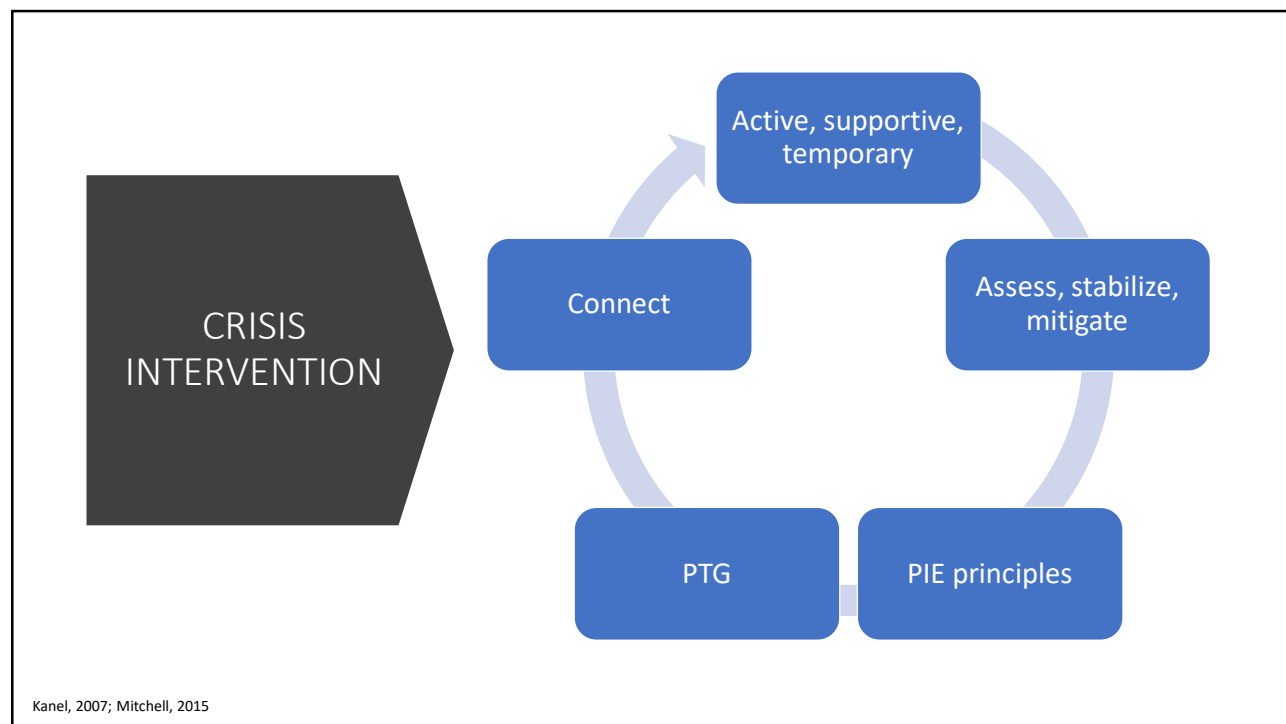 CRISIS
INTERVENTION
Active, supportive,
temporary
Assess, stabilize,
mitigate
PIE principles
PTG
Connect
Kanel, 2007; Mitchell, 2015